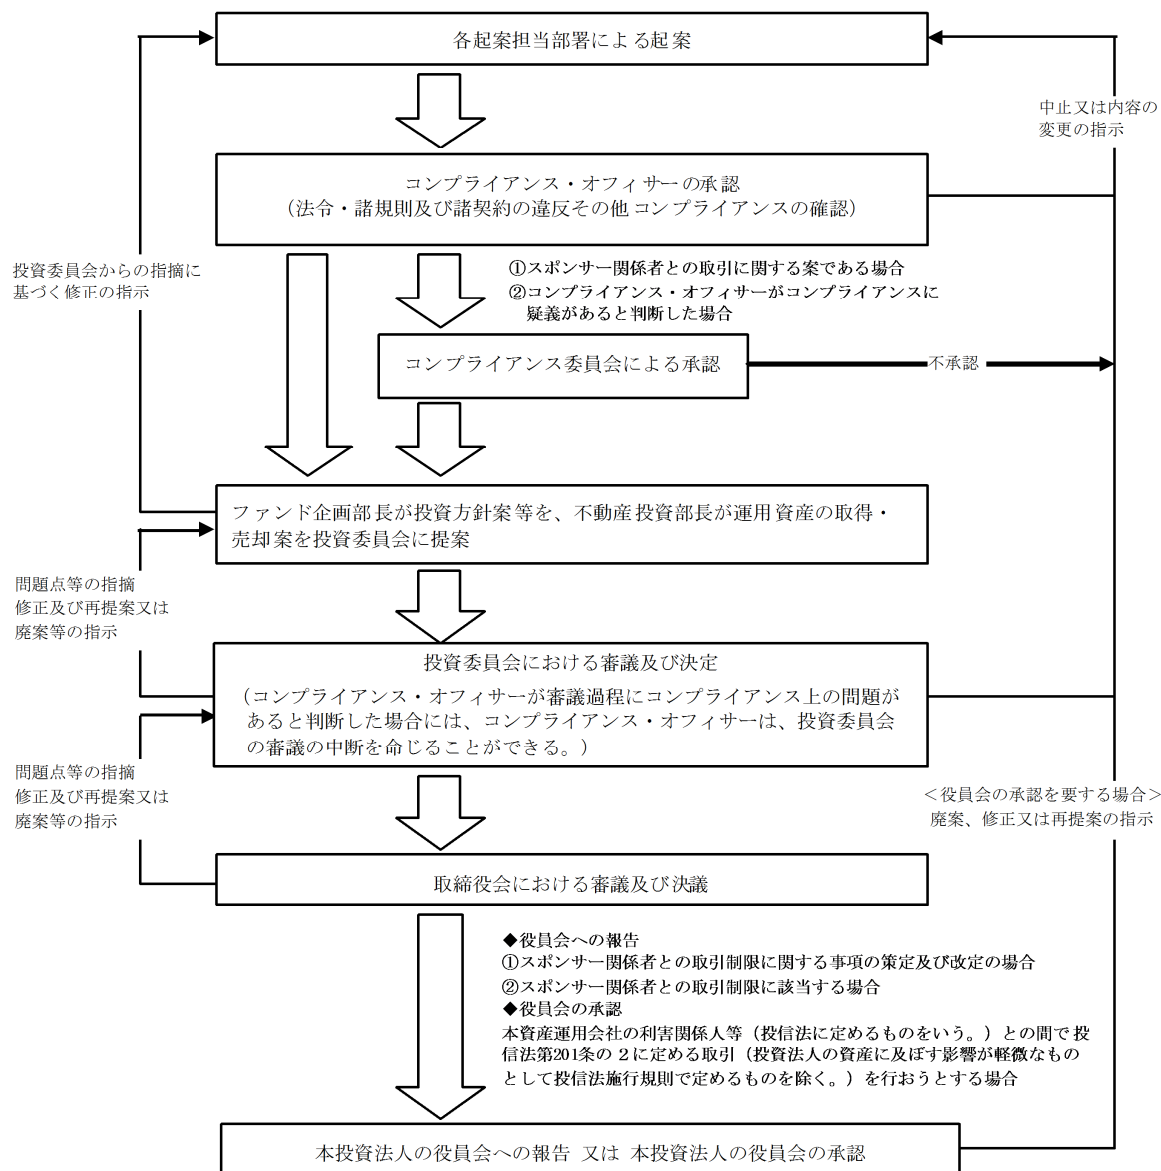 各起案担当部署による起案
中止又は内容の
変更の指示
コンプライアンス・オフィサーの承認
（法令・諸規則及び諸契約の違反その他コンプライアンスの確認）
投資委員会からの指摘に
基づく修正の指示
①スポンサー関係者との取引に関する案である場合
②コンプライアンス・オフィサーがコンプライアンスに
疑義があると判断した場合
コンプライアンス委員会による承認
不承認
ファンド企画部長が投資方針案等を、不動産投資部長が運用資産の取得・
売却案を投資委員会に提案
問題点等の指摘
修正及び再提案又は
廃案等の指示
投資委員会における審議及び決定
（コンプライアンス・オフィサーが審議過程にコンプライアンス上の問題が
あると判断した場合には、コンプライアンス・オフィサーは、投資委員会
の審議の中断を命じることができる。）
問題点等の指摘
修正及び再提案又は
廃案等の指示
＜役員会の承認を要する場合＞
廃案、修正又は再提案の指示
取締役会における審議及び決議
◆役員会への報告
①スポンサー関係者との取引制限に関する事項の策定及び改定の場合
②スポンサー関係者との取引制限に該当する場合
◆役員会の承認
本資産運用会社の利害関係人等（投信法に定めるものをいう。）との間で投
信法第201条の２に定める取引（投資法人の資産に及ぼす影響が軽微なもの
として投信法施行規則で定めるものを除く。）を行おうとする場合
本投資法人の役員会への報告 又は 本投資法人の役員会の承認